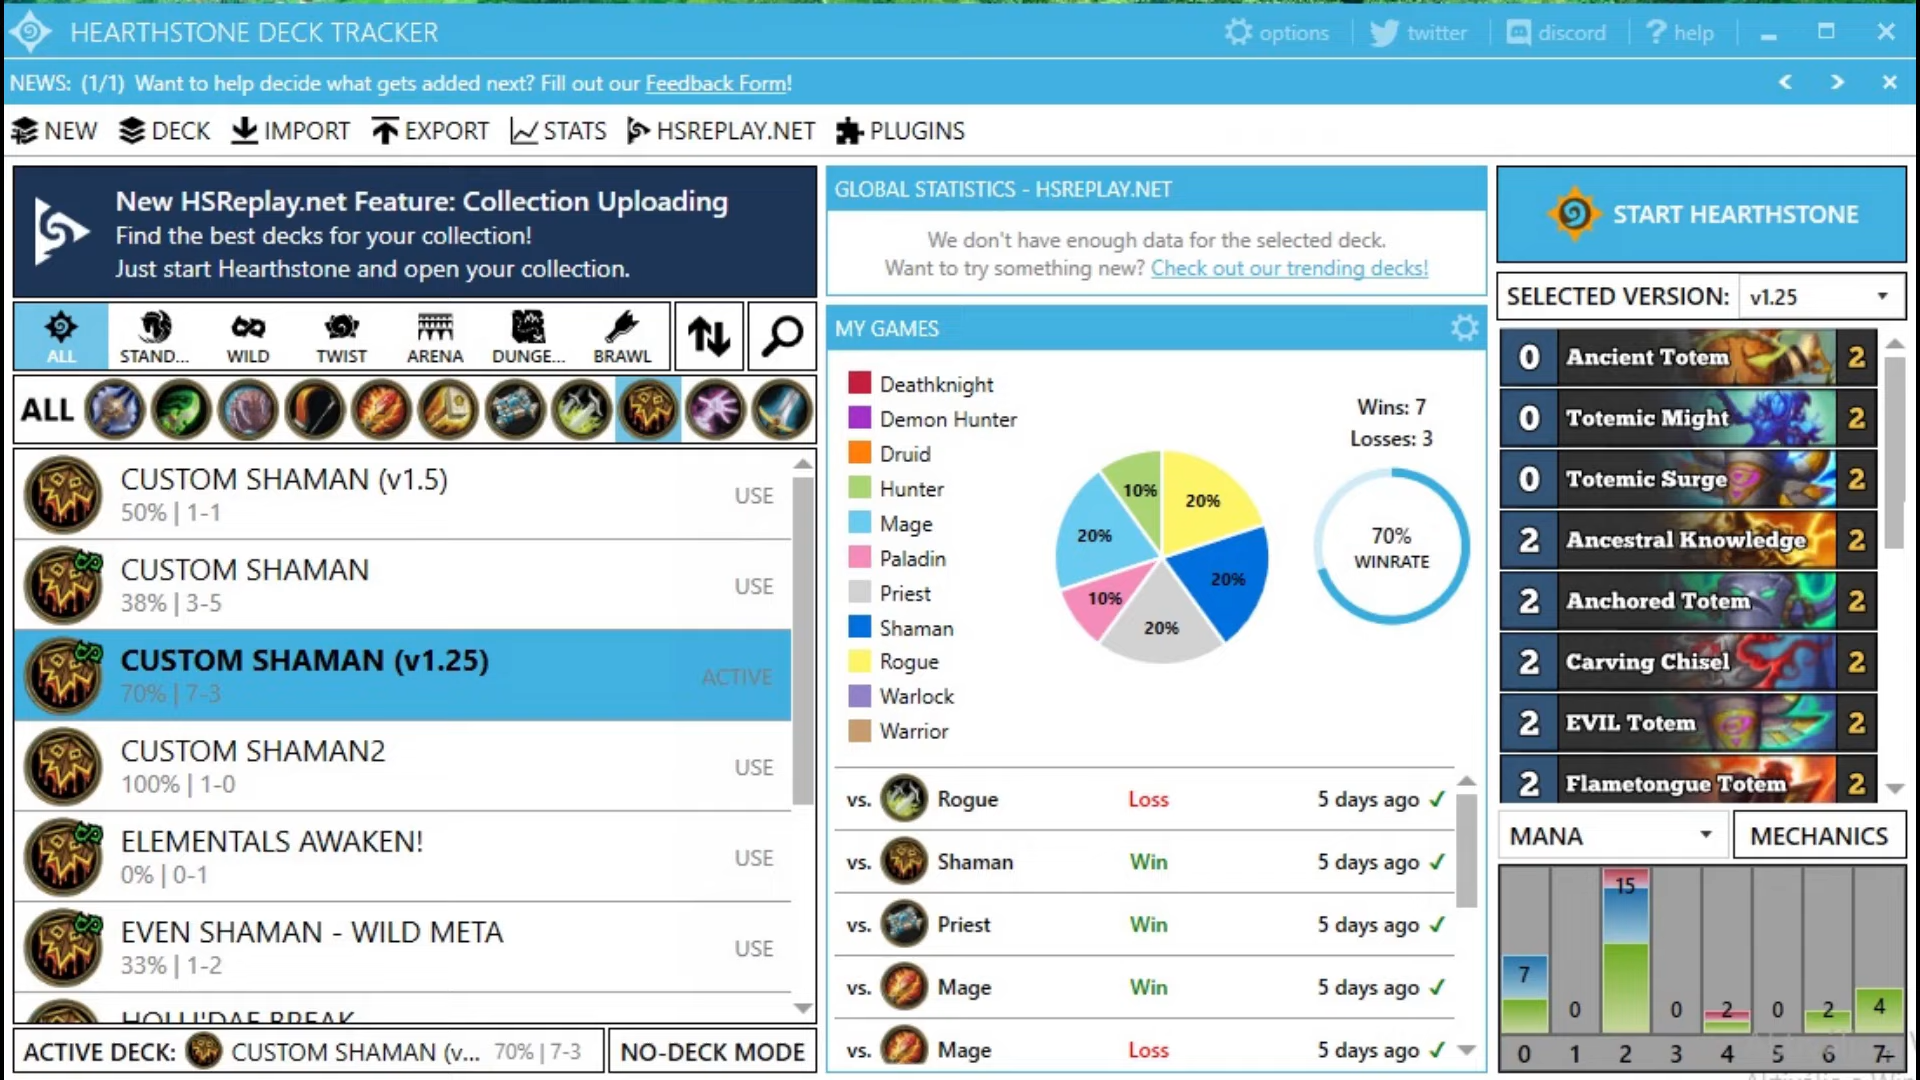 HEARTHSTONE DECK TRACKER
options
twitter
discord
help
NEWS: (1/1) Want to help decide what gets added next? Fill out our Feedback Form!
NEW DECK IMPORT EXPORT STATS HSREPLAY.NET PLUGINS
New HSReplay.net Feature: Collection Uploading
Find the best decks for your collection!
Just start Hearthstone and open your collection.
ALL STAND... WILD TWIST ARENA DUNGE... BRAWL
ALL
CUSTOM SHAMAN (v1.5)
50% | 1-1
USE
CUSTOM SHAMAN
38% | 3-5
USE
CUSTOM SHAMAN (v1.25)
70% | 7-3
ACTIVE
CUSTOM SHAMAN2
100% | 1-0
USE
ELEMENTALS AWAKEN!
0% | 0-1
USE
EVEN SHAMAN - WILD META
33% | 1-2
USE
ACTIVE DECK: CUSTOM SHAMAN (v... 70% | 7-3
NO-DECK MODE
GLOBAL STATISTICS - HSREPLAY.NET
We don't have enough data for the selected deck.
Want to try something new? Check out our trending decks!
MY GAMES
Deathknight
Demon Hunter
Druid
Hunter
Mage
Paladin
Priest
Shaman
Rogue
Warlock
Warrior
10%
20%
20%
20%
10%
20%
Wins: 7
Losses: 3
70%
WINRATE
vs. Rogue Loss 5 days ago
vs. Shaman Win 5 days ago
vs. Priest Win 5 days ago
vs. Mage Win 5 days ago
vs. Mage Loss 5 days ago
START HEARTHSTONE
SELECTED VERSION: v1.25
0 Ancient Totem 2
0 Totemic Might 2
0 Totemic Surge 2
2 Ancestral Knowledge 2
2 Anchored Totem 2
2 Carving Chisel 2
2 EVIL Totem 2
2 Flametongue Totem 2
MANA
MECHANICS
7 0 15 0 2 0 2 4
0 1 2 3 4 5 6 7+